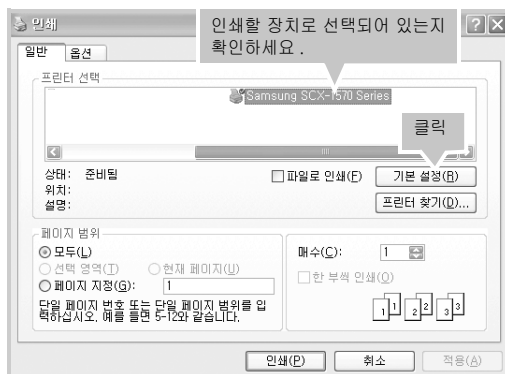 인쇄
인쇄할 장치로 선택되어 있는지
확인하세요 .
일반 옵션
프린터 선택
Samsung SCX-1570 Series
클릭
상태: 준비됨
위치:
설명:
파일로 인쇄(F)
기본 설정(R)
프린터 찾기(D)...
페이지 범위
모두(L)
선택 영역(T) 현재 페이지(U)
페이지 지정(G): 1
단일 페이지 번호 또는 단일 페이지 범위를 입
력하십시오. 예를 들면 5-12와 같습니다.
매수(C): 1
한 부씩 인쇄(O)
1 1 2 2 3 3
인쇄(P) 취소 적용(A)